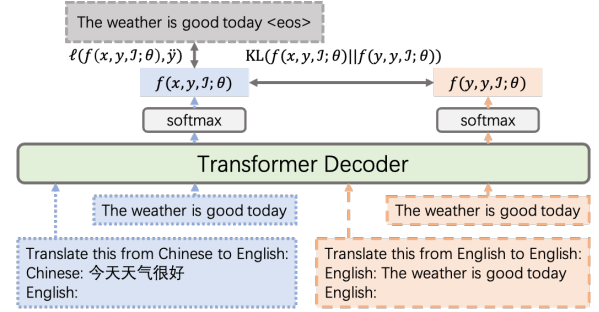 The weather is good today <eos>
ℓ(f(x, y, ℐ; θ), ÿ)
KL(f(x, y, ℐ; θ)||f(y, y, ℐ; θ))
f(x, y, ℐ; θ)
f(y, y, ℐ; θ)
softmax
softmax
Transformer Decoder
The weather is good today
The weather is good today
Translate this from Chinese to English:
Chinese: 今天天气很好
English:
Translate this from English to English:
English: The weather is good today
English: